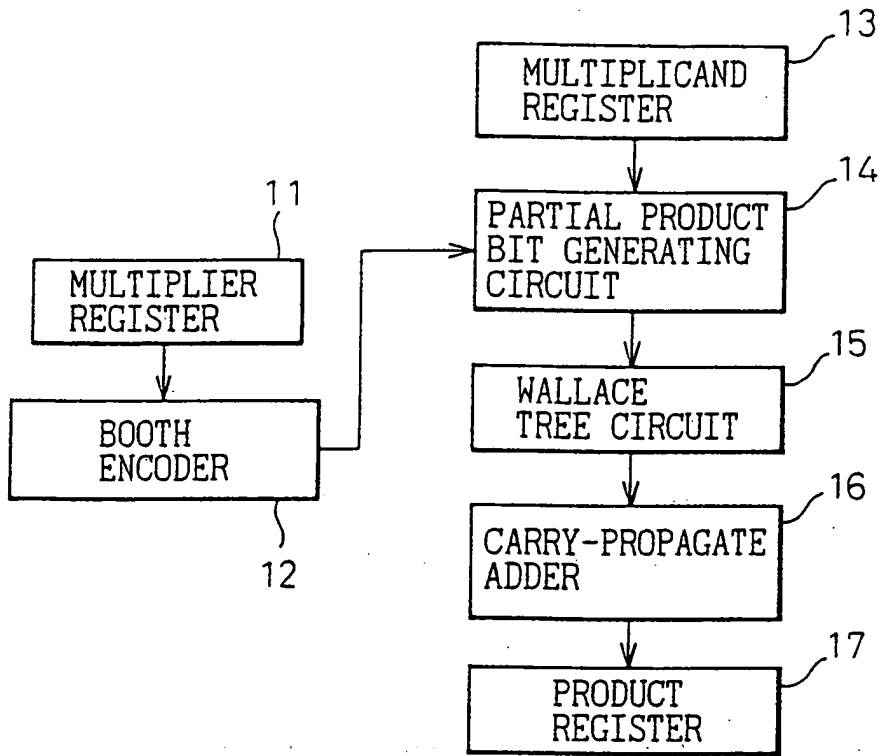 13
MULTIPLICAND
REGISTER
14
PARTIAL PRODUCT
BIT GENERATING
CIRCUIT
11
MULTIPLIER
REGISTER
15
WALLACE
TREE CIRCUIT
BOOTH
ENCODER
12
16
CARRY-PROPAGATE
ADDER
17
PRODUCT
REGISTER